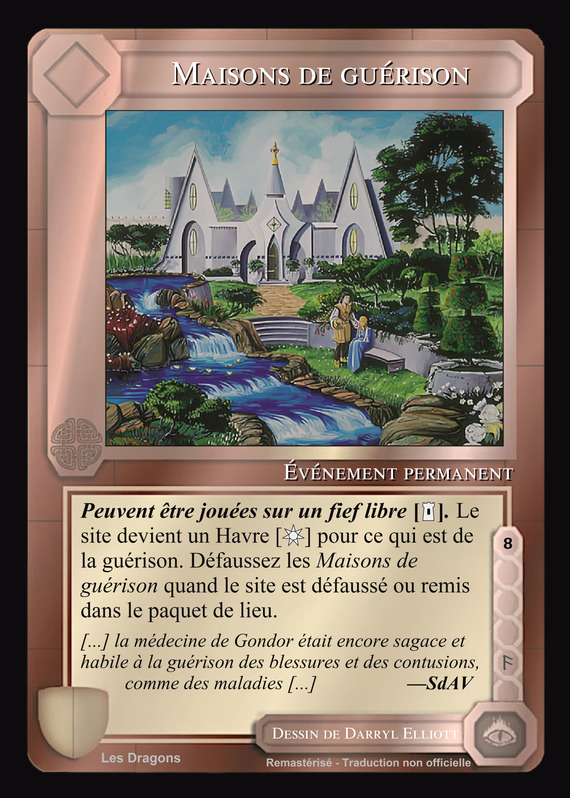 Maisons de guérison
Événement permanent
Peuvent être jouées sur un fief libre []. Le
site devient un Havre [] pour ce qui est de
la guérison. Défaussez les Maisons de
guérison quand le site est défaussé ou remis
dans le paquet de lieu.
8
[...] la médecine de Gondor était encore sagace et
habile à la guérison des blessures et des contusions,
comme des maladies [...] —SdAV
ᚩ
Dessin de Darryl Elliott
Les Dragons
Remastérisé - Traduction non officielle